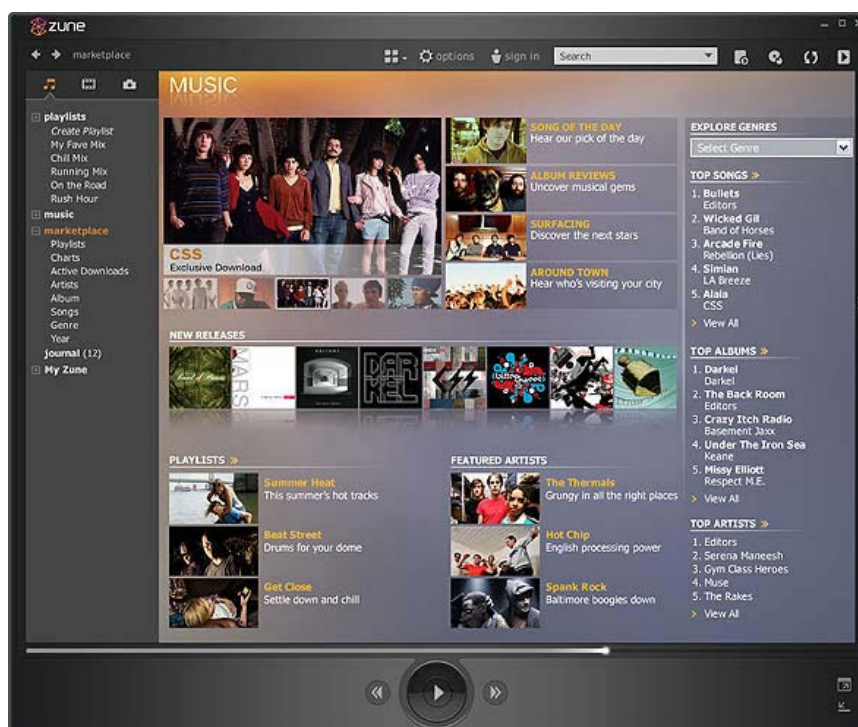 zune
marketplace
options
sign in
Search
playlists
Create Playlist
My Fave Mix
Chill Mix
Running Mix
On the Road
Rush Hour
music
marketplace
Playlists
Charts
Active Downloads
Artists
Album
Songs
Genre
Year
journal (12)
My Zune
MUSIC
CSS
Exclusive Download
SONG OF THE DAY
Hear our pick of the day
ALBUM REVIEWS
Uncover musical gems
SURFACING
Discover the next stars
AROUND TOWN
Hear who's visiting your city
NEW RELEASES
MARS
EDITORS
DARKEL
CSS
PLAYLISTS »
Summer Heat
This summer's hot tracks
Beat Street
Drums for your dome
Get Close
Settle down and chill
FEATURED ARTISTS
The Thermals
Grungy in all the right places
Hot Chip
English processing power
Spank Rock
Baltimore boogies down
EXPLORE GENRES
Select Genre
TOP SONGS »
1. Bullets
Editors
2. Wicked Gil
Band of Horses
3. Arcade Fire
Rebellion (Lies)
4. Simian
LA Breeze
5. Alala
CSS
> View All
TOP ALBUMS »
1. Darkel
Darkel
2. The Back Room
Editors
3. Crazy Itch Radio
Basement Jaxx
4. Under The Iron Sea
Keane
5. Missy Elliott
Respect M.E.
> View All
TOP ARTISTS »
1. Editors
2. Serena Maneesh
3. Gym Class Heroes
4. Muse
5. The Rakes
> View All